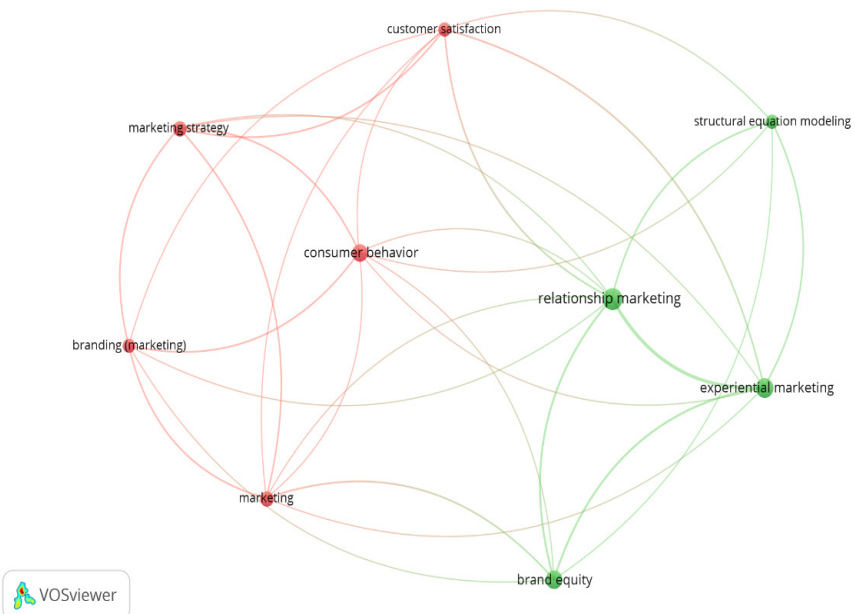 customer satisfaction
structural equation modeling
marketing strategy
consumer behavior
relationship marketing
branding (marketing)
experiential marketing
marketing
brand equity
VOSviewer